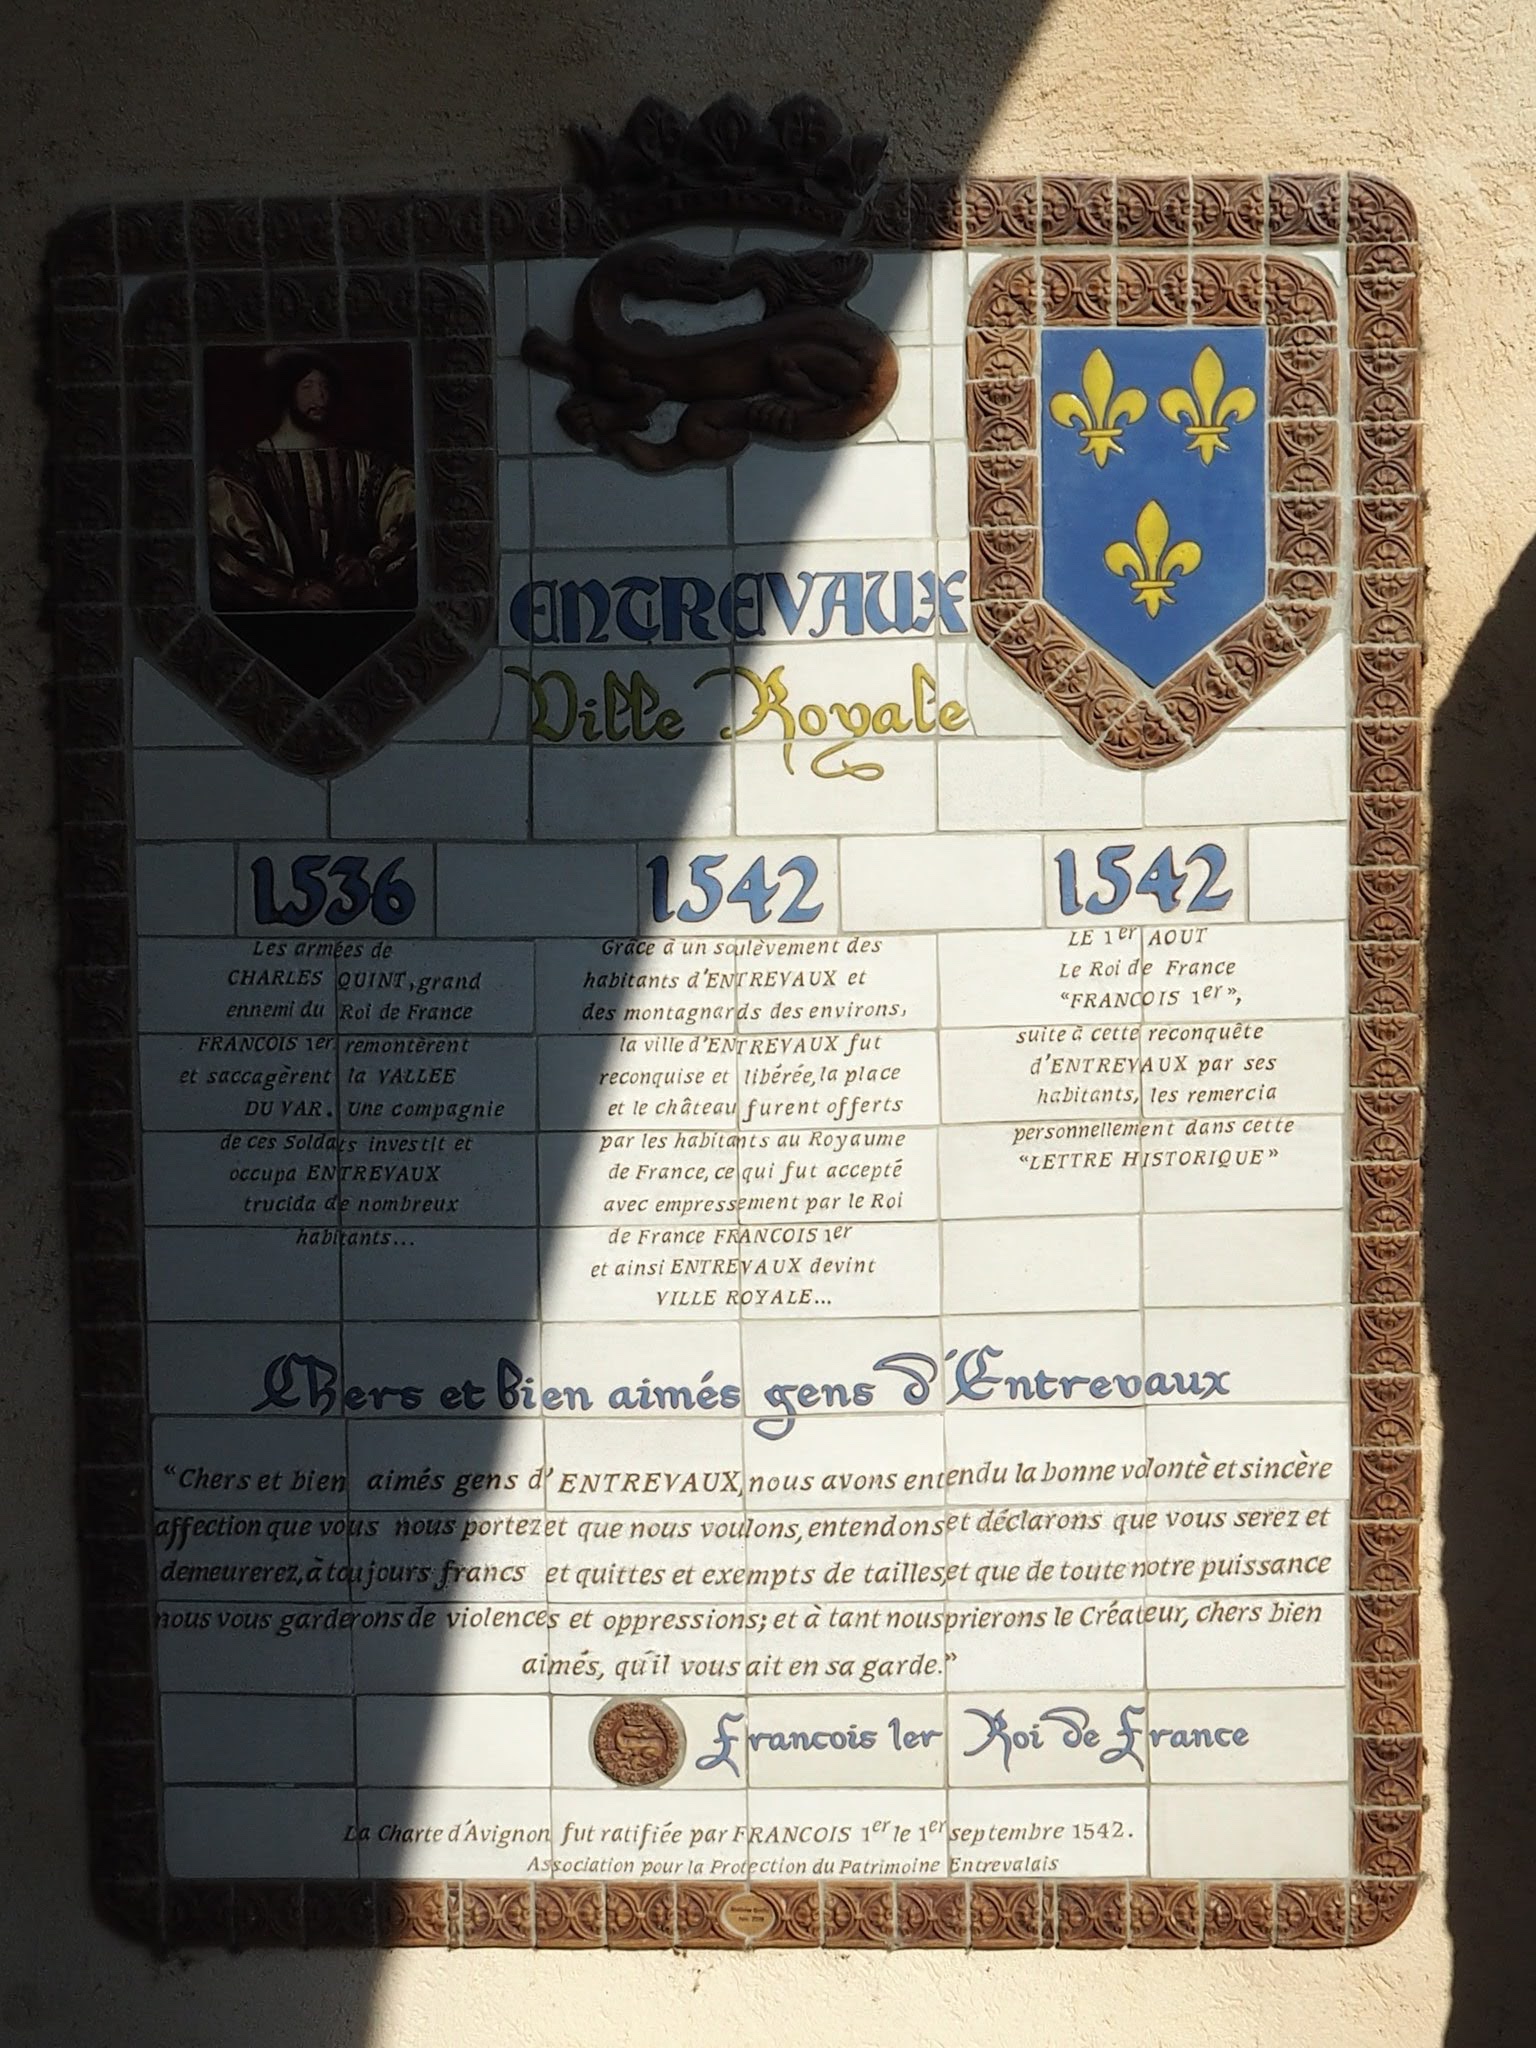 ENTREVAUX
Ville Royale
1536
Les armées de
CHARLES QUINT, grand
ennemi du Roi de France
FRANCOIS 1er remontèrent
et saccagèrent la VALLEE
DU VAR. Une compagnie
de ces Soldats investit et
occupa ENTREVAUX
trucida de nombreux
habitants...
1542
Grâce à un soulèvement des
habitants d'ENTREVAUX et
des montagnards des environs,
la ville d'ENTREVAUX fut
reconquise et libérée, la place
et le château furent offerts
par les habitants au Royaume
de France, ce qui fut accepté
avec empressement par le Roi
de France FRANCOIS 1er
et ainsi ENTREVAUX devint
VILLE ROYALE...
1542
LE 1er AOUT
Le Roi de France
"FRANCOIS 1er",
suite à cette reconquête
d'ENTREVAUX par ses
habitants, les remercia
personnellement dans cette
"LETTRE HISTORIQUE"
Chers et bien aimés gens d'Entrevaux
"Chers et bien aimés gens d'ENTREVAUX, nous avons entendu la bonne volontè et sincère
affection que vous nous portez et que nous voulons, entendons et déclarons que vous serez et
demeurerez, à toujours francs et quittes et exempts de tailles, et que de toute notre puissance
nous vous garderons de violences et oppressions; et à tant nous prierons le Créateur, chers bien
aimés, qu'il vous ait en sa garde."
Francois 1er Roi de France
La Charte d'Avignon fut ratifiée par FRANCOIS 1er le 1er septembre 1542.
Association pour la Protection du Patrimoine Entrevalais